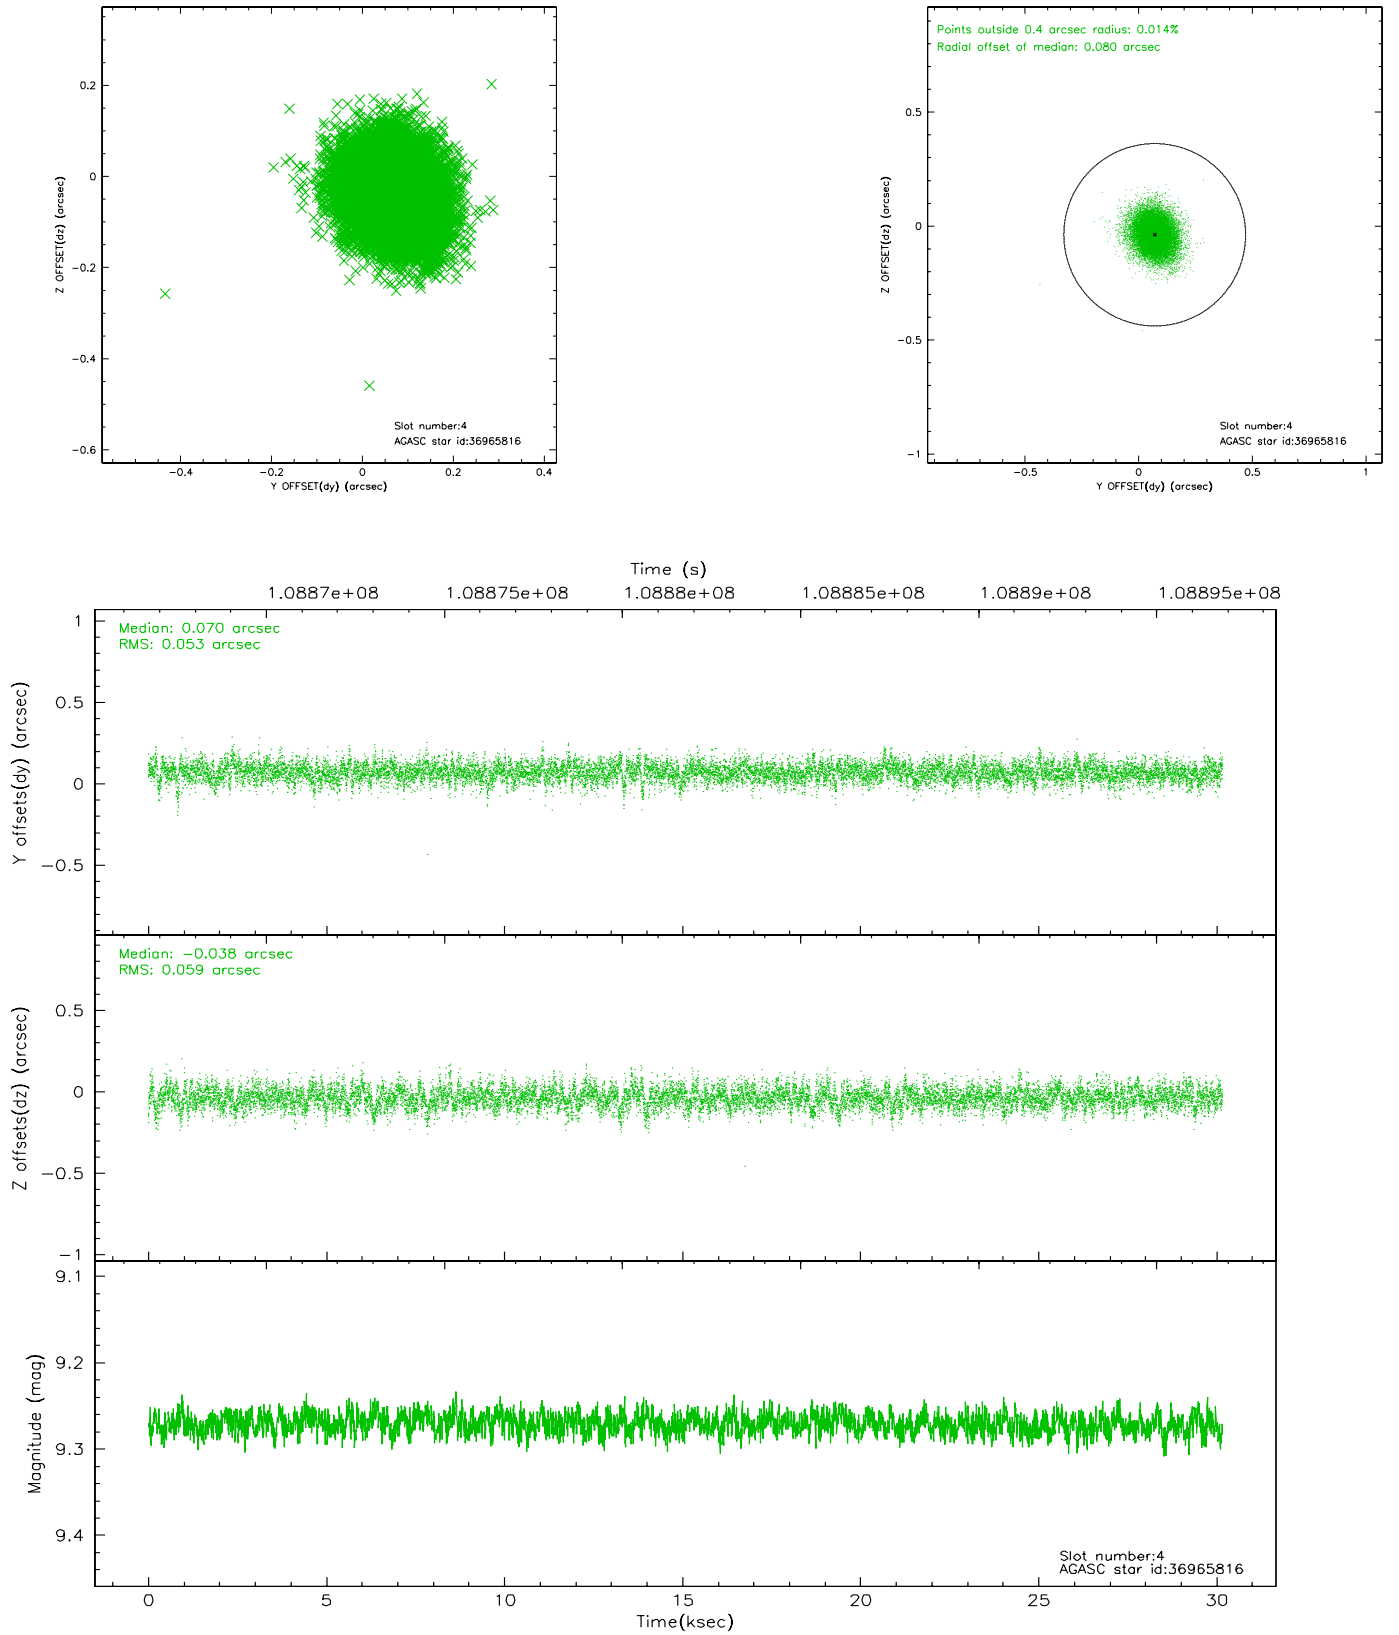 0.2
0
-0.2
-0.4
-0.6
Z OFFSET(dz) (arcsec)
Slot number:4
AGASC star id:36965816
-0.4 -0.2 0 0.2 0.4
Y OFFSET(dy) (arcsec)
Points outside 0.4 arcsec radius: 0.014%
Radial offset of median: 0.080 arcsec
0.5
0
-0.5
-1
Z OFFSET(dz) (arcsec)
Slot number:4
AGASC star id:36965816
-0.5 0 0.5 1
Y OFFSET(dy) (arcsec)
Time (s)
1.0887e+08 1.08875e+08 1.0888e+08 1.08885e+08 1.0889e+08 1.08895e+08
Median: 0.070 arcsec
RMS: 0.053 arcsec
1
0.5
0
-0.5
Y offsets(dy) (arcsec)
Median: -0.038 arcsec
RMS: 0.059 arcsec
0.5
0
-0.5
-1
Z offsets(dz) (arcsec)
9.1
9.2
9.3
9.4
Magnitude (mag)
Slot number:4
AGASC star id:36965816
0 5 10 15 20 25 30
Time(ksec)